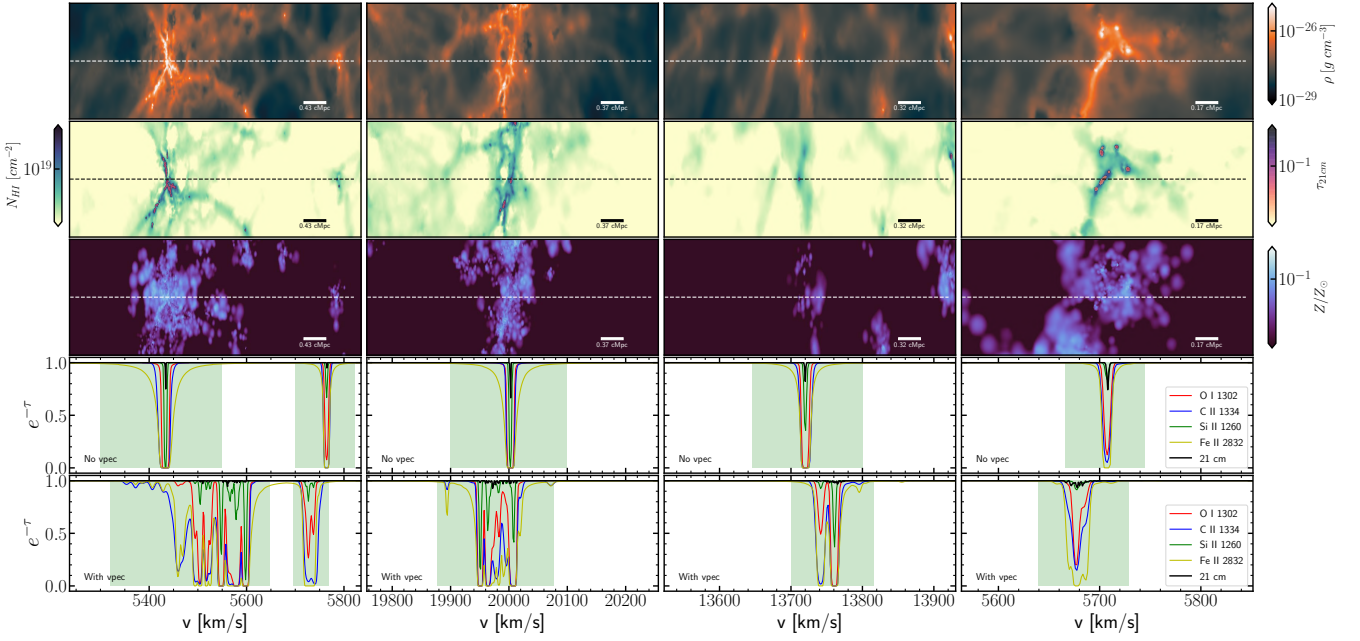 0.43 cMpc
0.37 cMpc
0.32 cMpc
0.17 cMpc
10^{-26}
10^{-29}
ρ [g cm^{-3}]
N_{HI} [cm^{-2}]
10^{19}
0.43 cMpc
0.37 cMpc
0.32 cMpc
0.17 cMpc
10^{-1}
τ_{21cm}
0.43 cMpc
0.37 cMpc
0.32 cMpc
0.17 cMpc
10^{-1}
Z/Z_⊙
e^{-τ}
1.0
0.5
0.0
No vpec
No vpec
No vpec
No vpec
O I 1302
C II 1334
Si II 1260
Fe II 2832
21 cm
e^{-τ}
1.0
0.5
0.0
With vpec
With vpec
With vpec
With vpec
O I 1302
C II 1334
Si II 1260
Fe II 2832
21 cm
5400 5600 5800
19800 19900 20000 20100 20200
13600 13700 13800 13900
5600 5700 5800
v [km/s]
v [km/s]
v [km/s]
v [km/s]